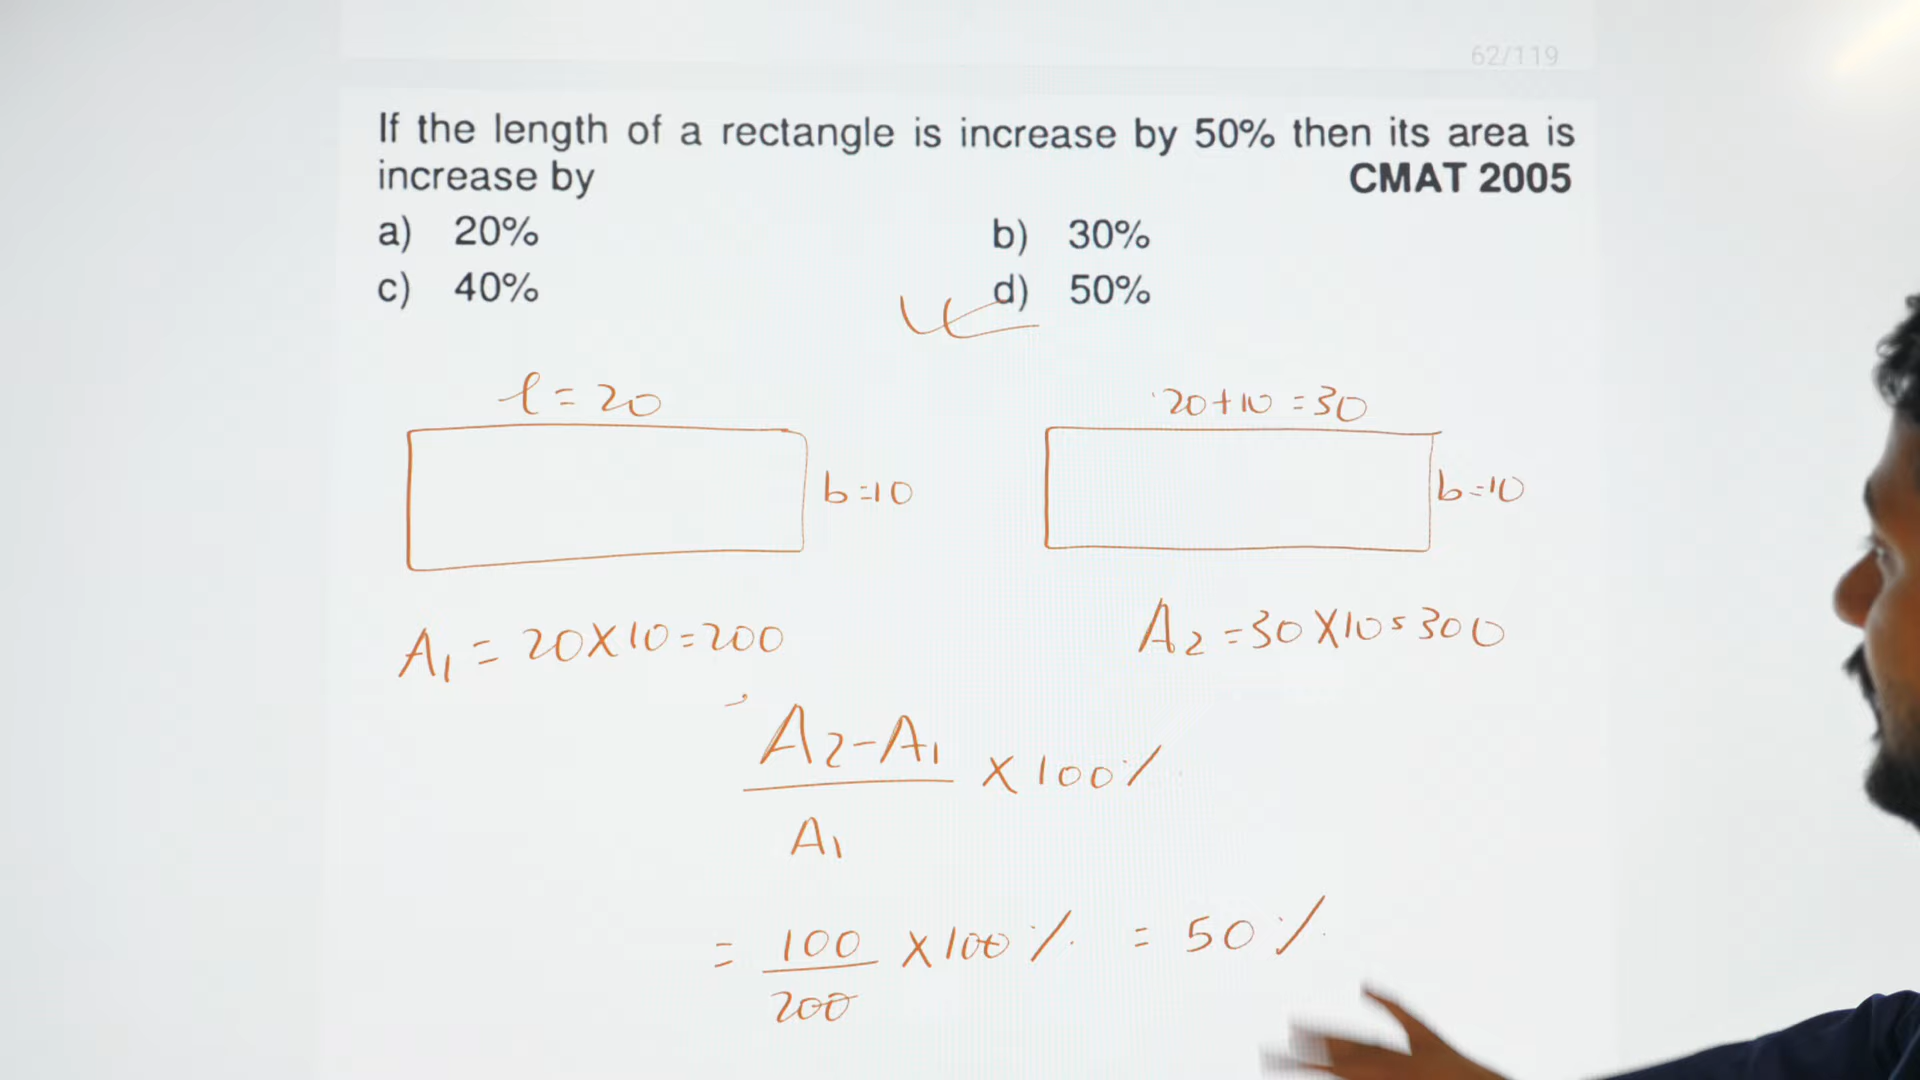 62/119
If the length of a rectangle is increase by 50% then its area is
increase by CMAT 2005
a) 20% b) 30%
c) 40% d) 50%
l = 20 20+10 = 30
b=10 b=10
A₁ = 20X10=200 A₂ =30X10=300
A₂-A₁
X100%
A₁
= 100 X100% = 50%
200